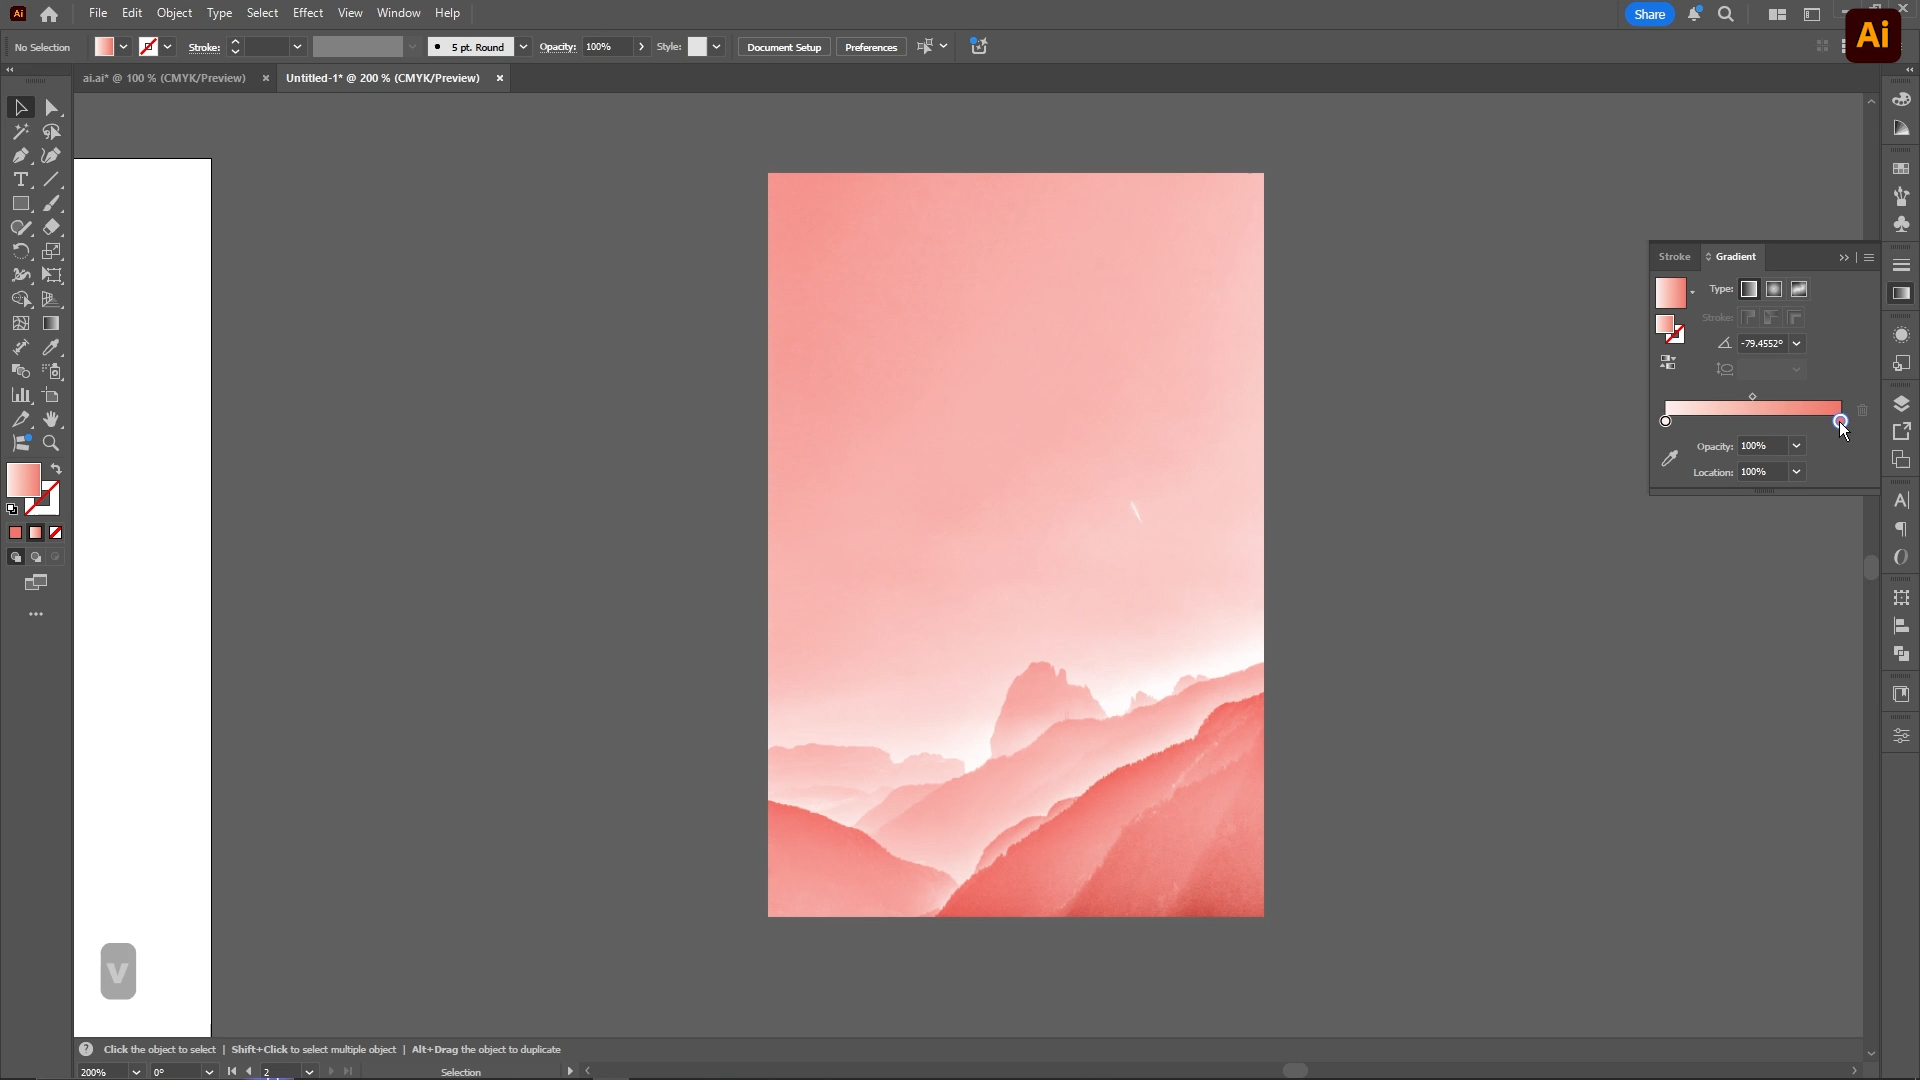 Ai File Edit Object Type Select Effect View Window Help Share Ai
No Selection Stroke: 5 pt. Round Opacity: 100% Style: Document Setup Preferences
ai.ai* @ 100 % (CMYK/Preview) × Untitled-1* @ 200 % (CMYK/Preview) ×
Stroke Gradient
Type:
Stroke:
-79.4552°
Opacity: 100%
Location: 100%
V
Click the object to select | Shift+Click to select multiple object | Alt+Drag the object to duplicate
200% 0° 2 Selection